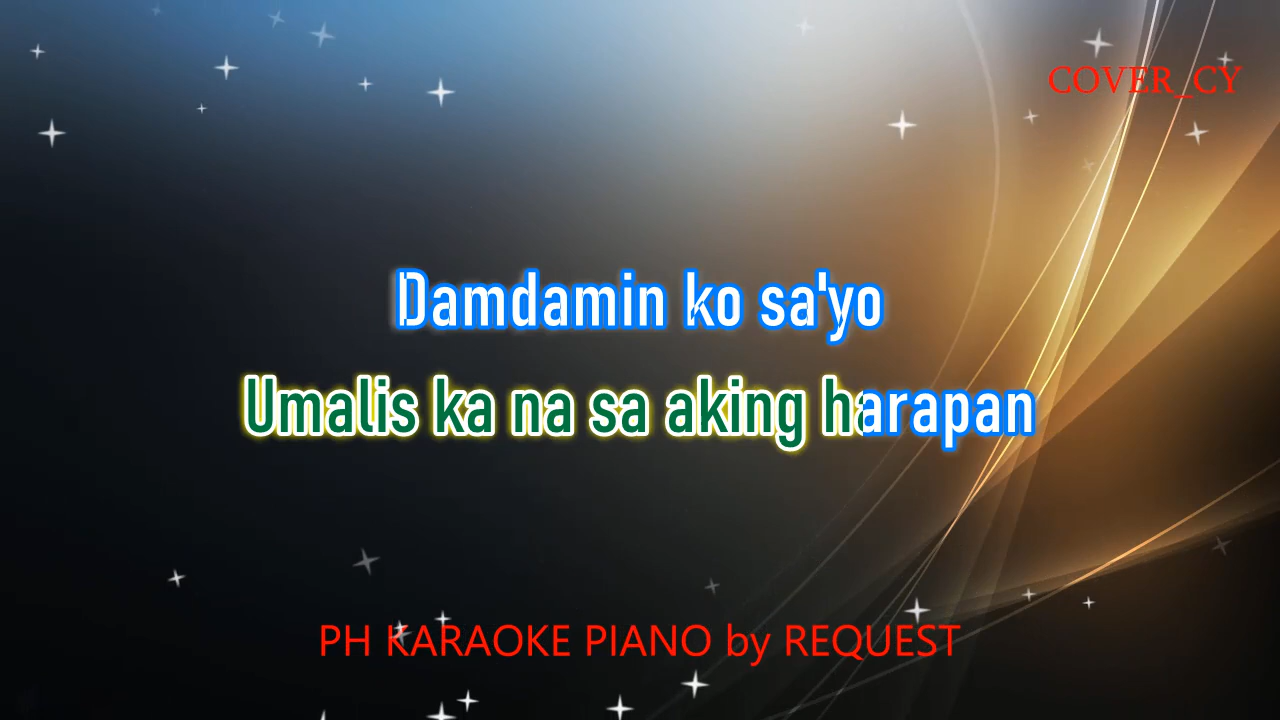 COVER_CY
Damdamin ko sa'yo
Umalis ka na sa aking harapan
PH KARAOKE PIANO by REQUEST